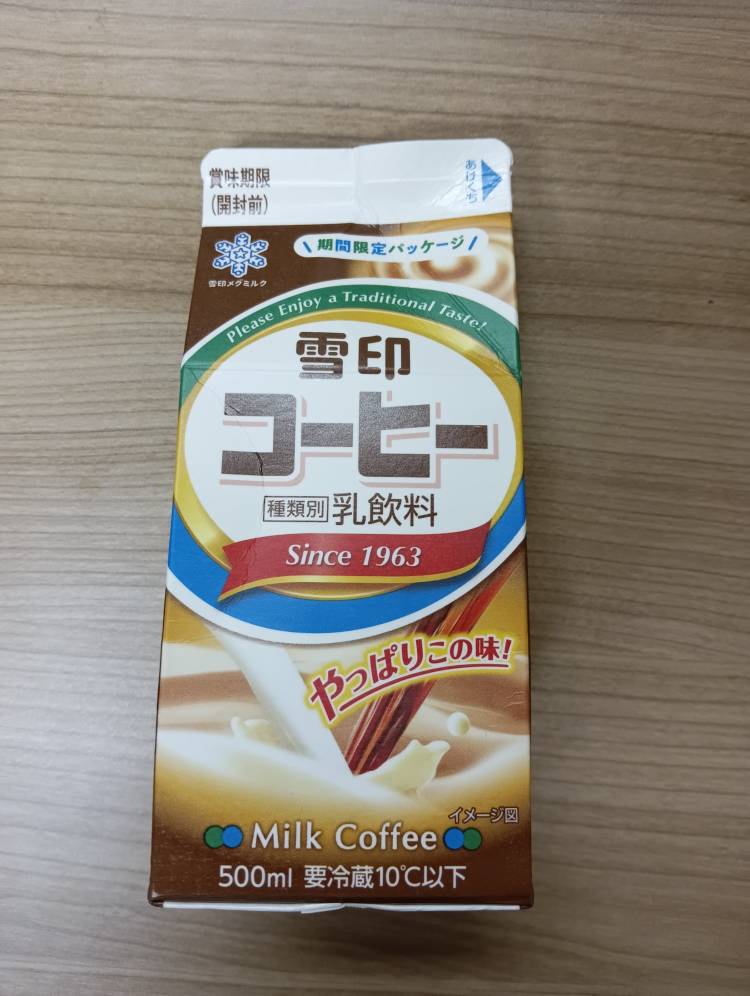 賞味期限
(開封前)
あけくち
雪印メグミルク
期間限定パッケージ
Please Enjoy a Traditional Taste!
雪印
コーヒー
種類別 乳飲料
Since 1963
やっぱりこの味!
イメージ図
Milk Coffee
500ml 要冷蔵10℃以下